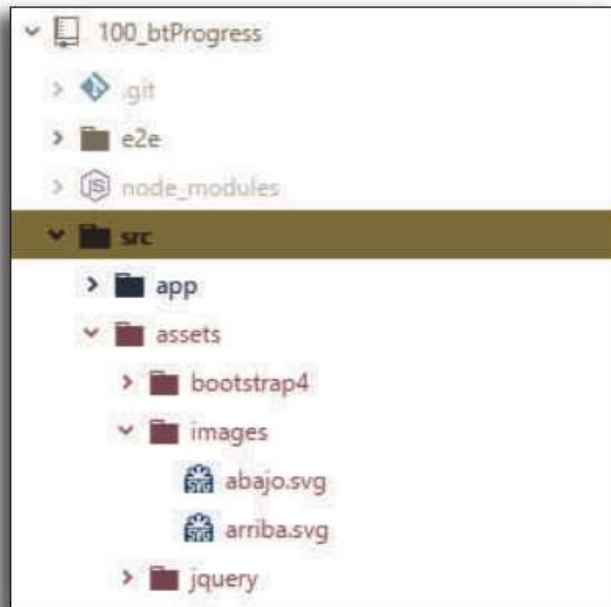 100_btProgress
.git
e2e
node_modules
src
app
assets
bootstrap4
images
abajo.svg
arriba.svg
jquery